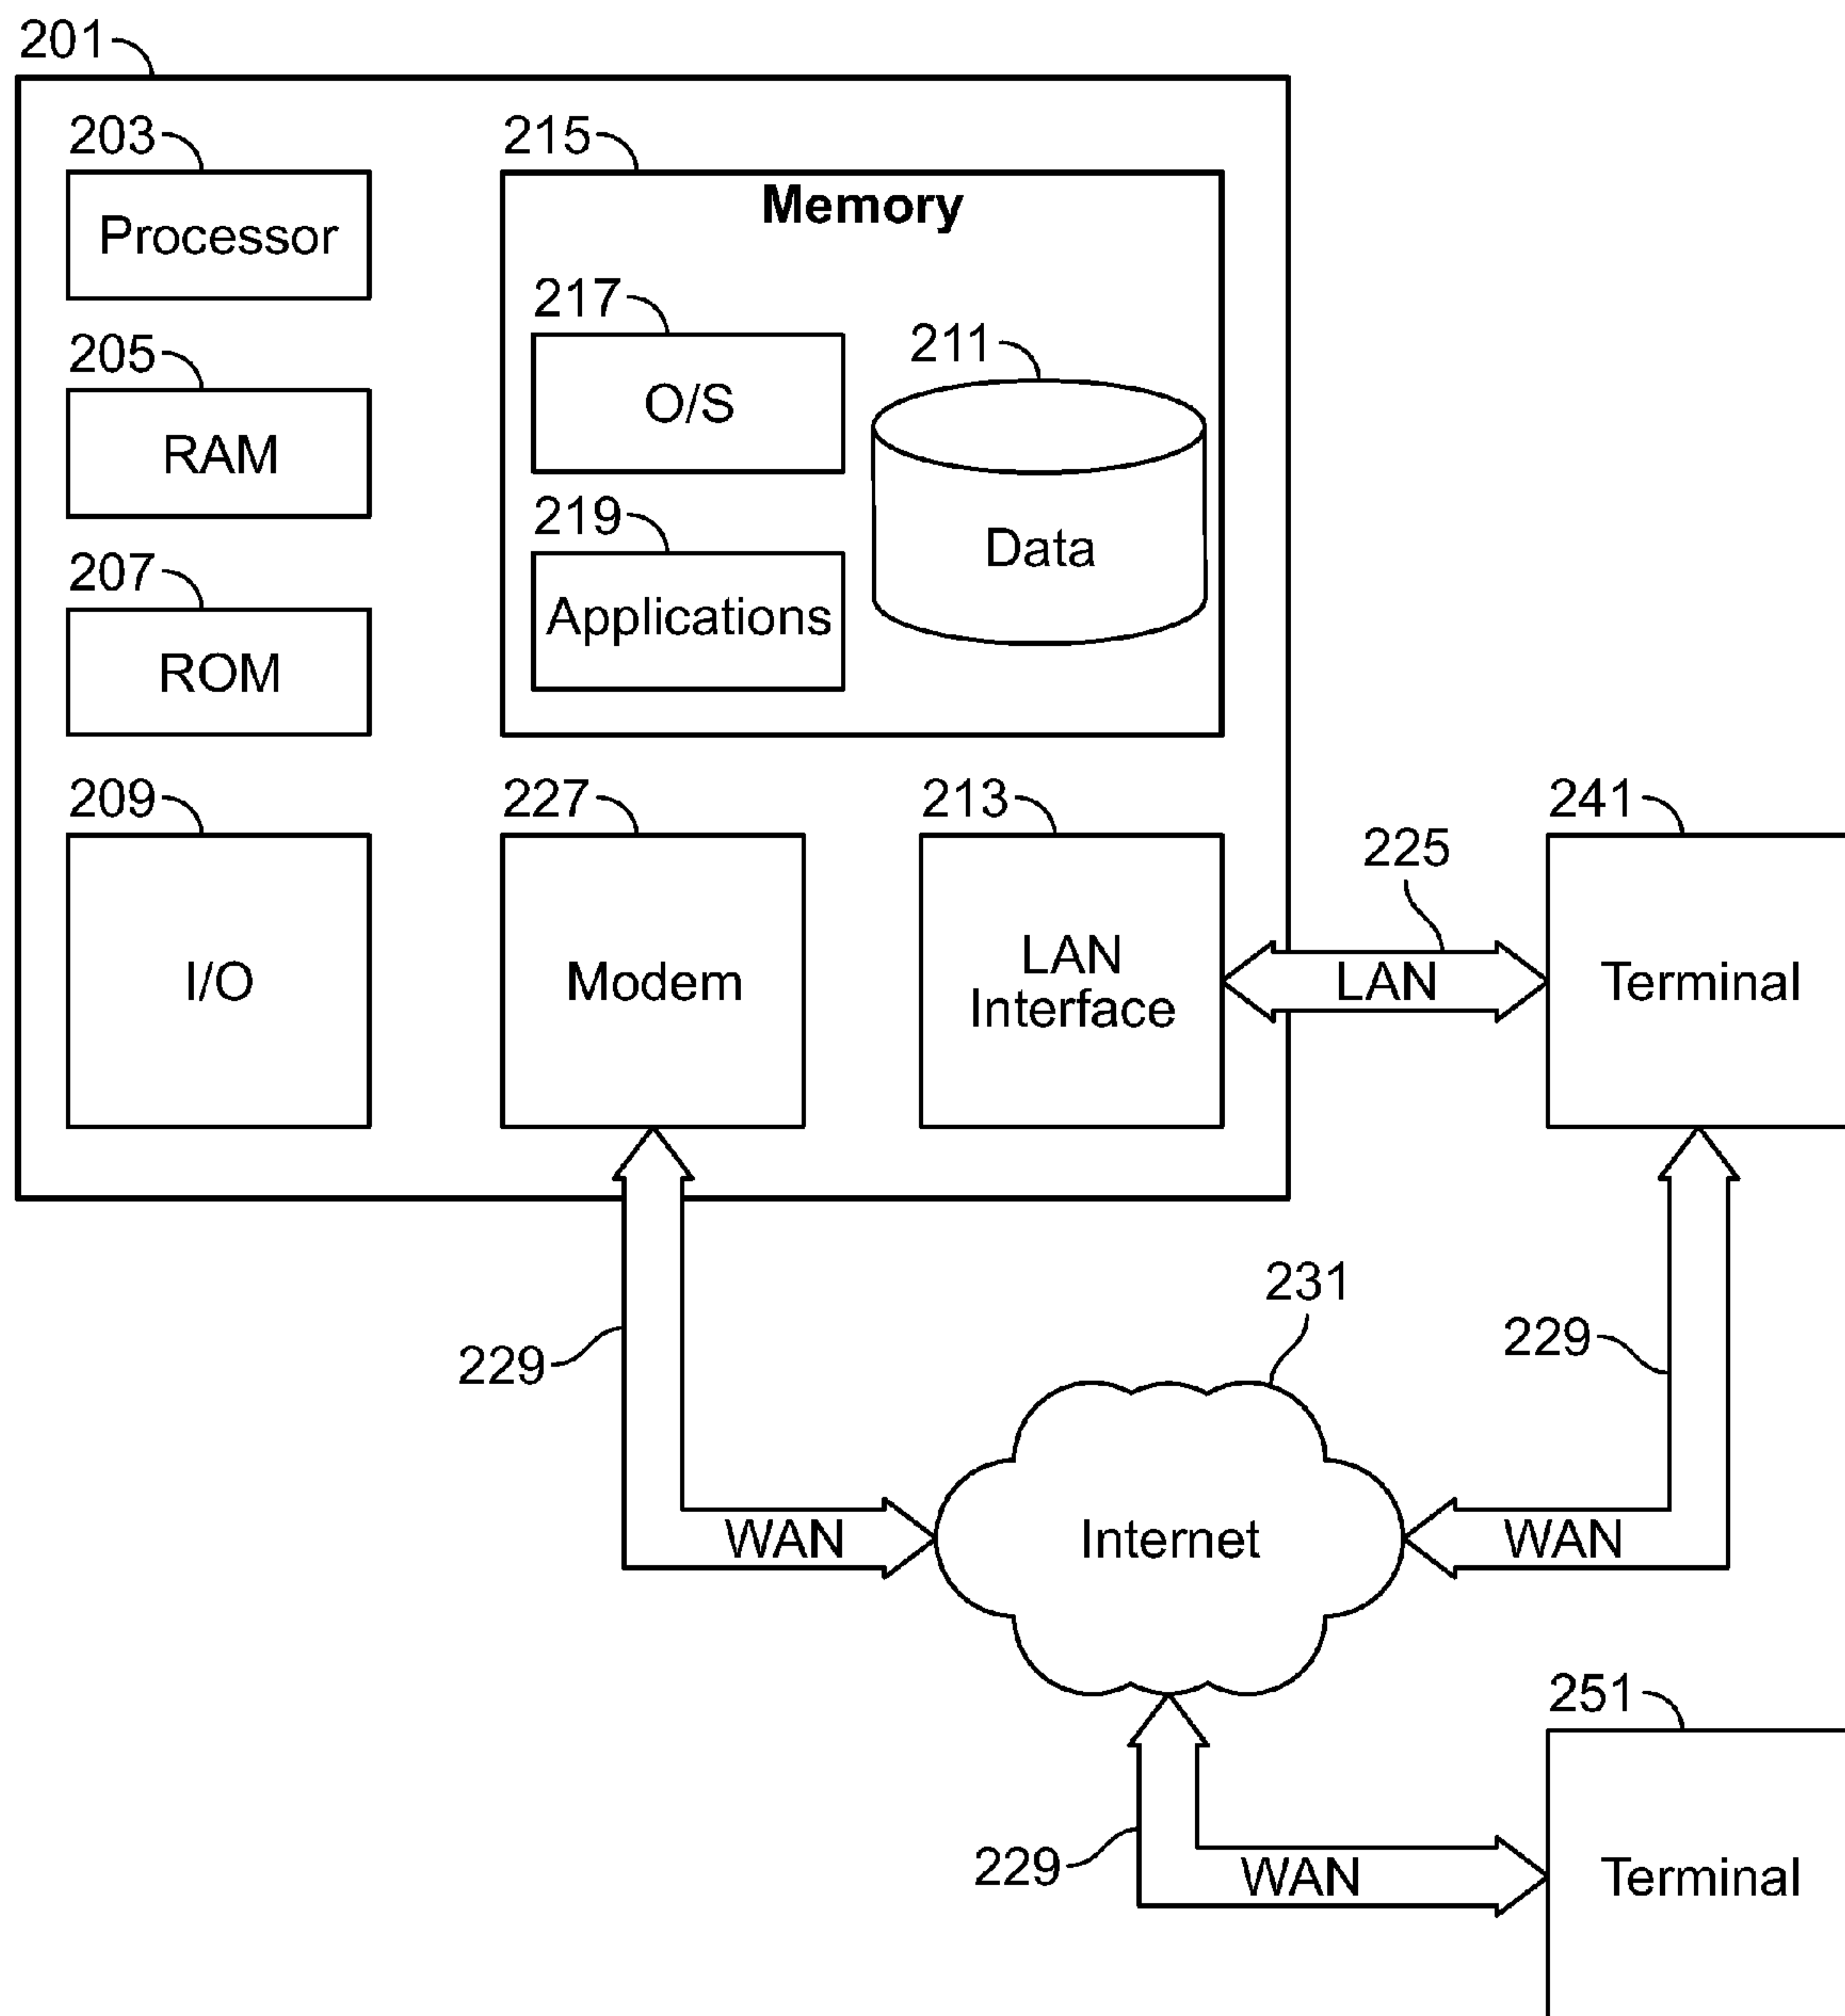 201
203
Processor
205
RAM
207
ROM
209
I/O
215
Memory
217
O/S
219
Applications
211
Data
227
Modem
213
LAN
Interface
225
LAN
241
Terminal
229
WAN
231
Internet
229
WAN
229
WAN
251
Terminal